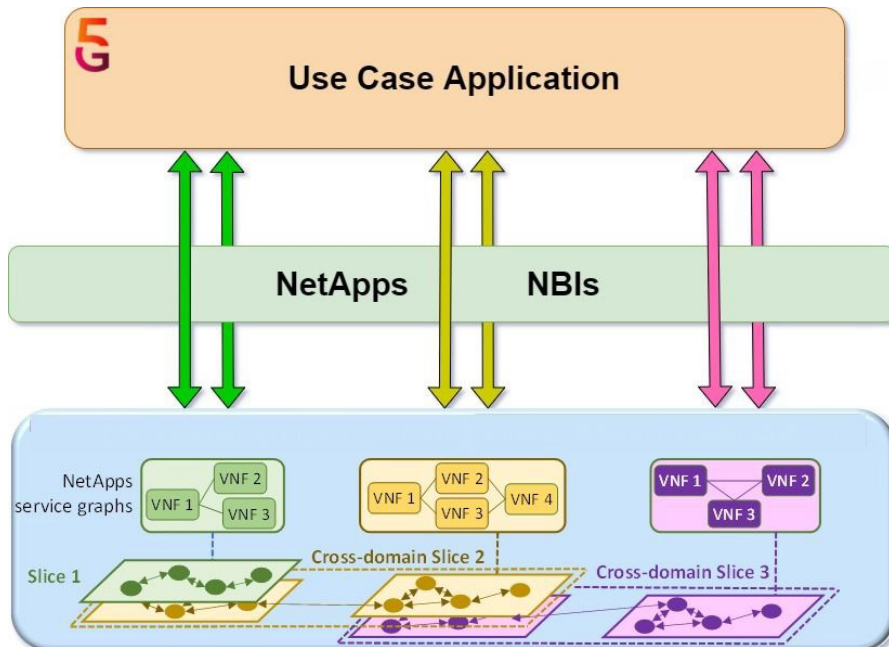 5G
Use Case Application
NetApps NBIs
NetApps
service graphs
VNF 1
VNF 2
VNF 3
VNF 1
VNF 2
VNF 3
VNF 4
VNF 1
VNF 2
VNF 3
Slice 1
Cross-domain Slice 2
Cross-domain Slice 3